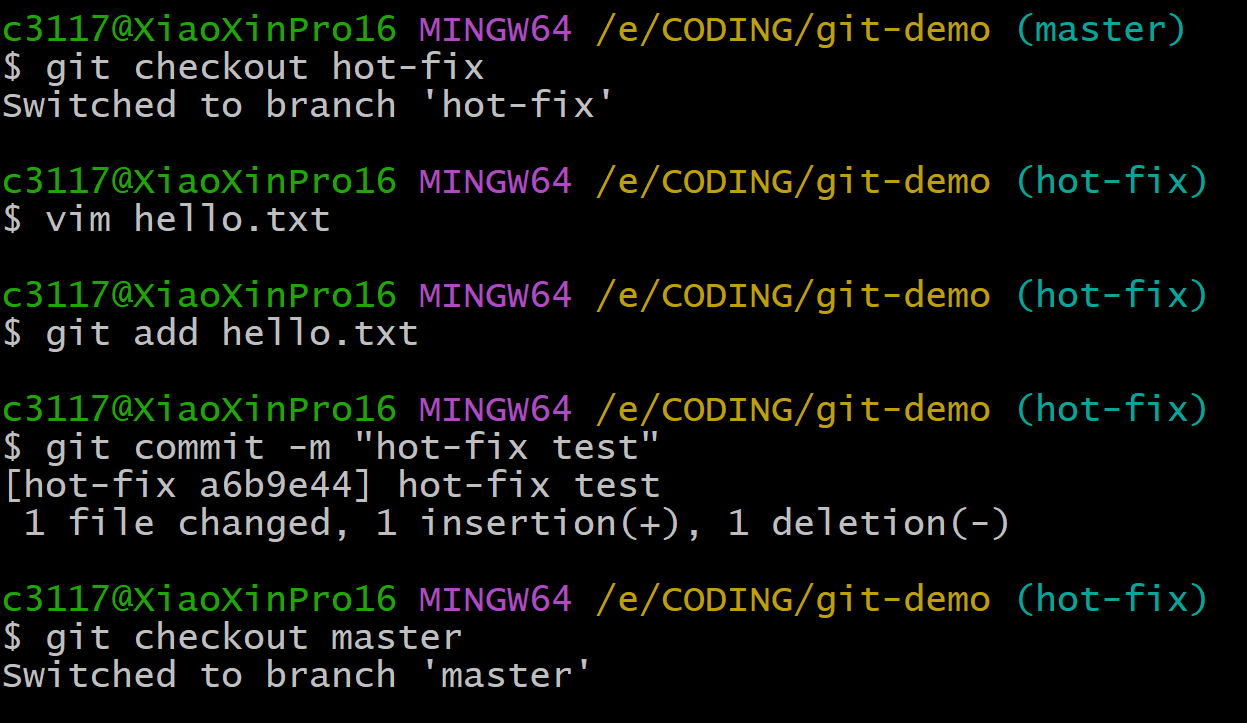 c3117@XiaoXinPro16 MINGW64 /e/CODING/git-demo (master)
$ git checkout hot-fix
Switched to branch 'hot-fix'
c3117@XiaoXinPro16 MINGW64 /e/CODING/git-demo (hot-fix)
$ vim hello.txt
c3117@XiaoXinPro16 MINGW64 /e/CODING/git-demo (hot-fix)
$ git add hello.txt
c3117@XiaoXinPro16 MINGW64 /e/CODING/git-demo (hot-fix)
$ git commit -m "hot-fix test"
[hot-fix a6b9e44] hot-fix test
 1 file changed, 1 insertion(+), 1 deletion(-)
c3117@XiaoXinPro16 MINGW64 /e/CODING/git-demo (hot-fix)
$ git checkout master
Switched to branch 'master'